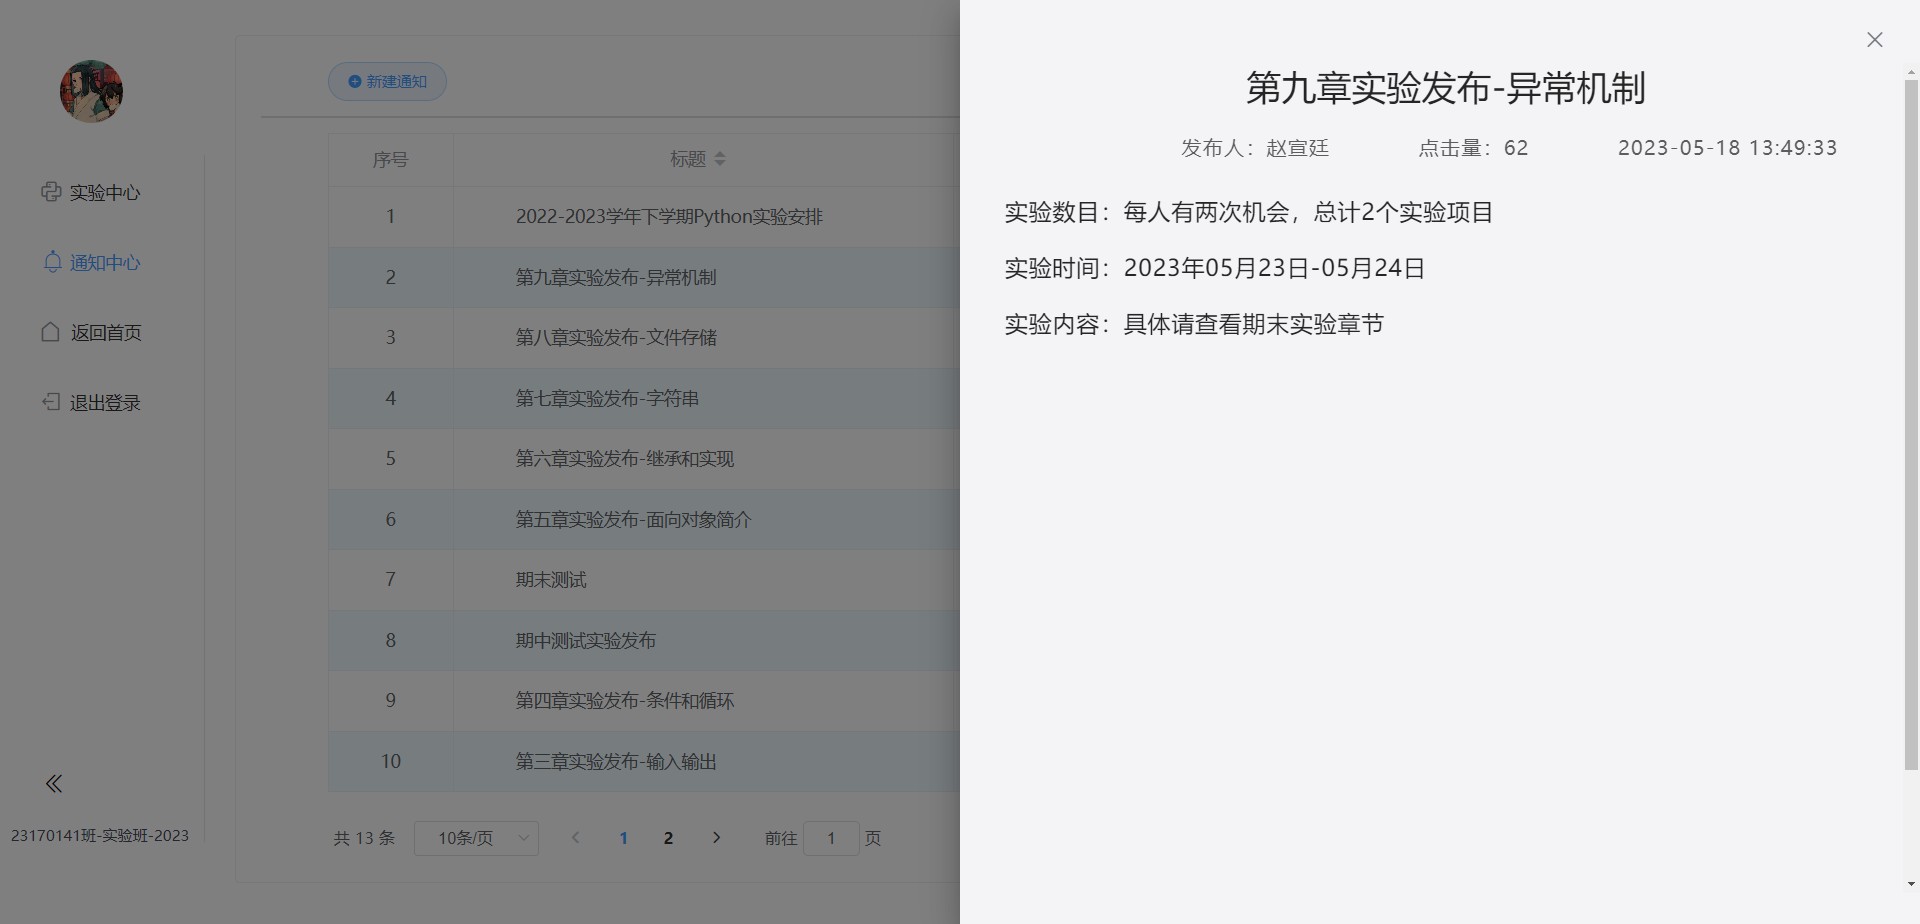 实验中心
通知中心
返回首页
退出登录
23170141班-实验班-2023
新建通知
序号 标题
1 2022-2023学年下学期Python实验安排
2 第九章实验发布-异常机制
3 第八章实验发布-文件存储
4 第七章实验发布-字符串
5 第六章实验发布-继承和实现
6 第五章实验发布-面向对象简介
7 期末测试
8 期中测试实验发布
9 第四章实验发布-条件和循环
10 第三章实验发布-输入输出
共 13 条 10条/页 1 2 前往 1 页
第九章实验发布-异常机制
发布人：赵宣廷 点击量：62 2023-05-18 13:49:33
实验数目：每人有两次机会，总计2个实验项目
实验时间：2023年05月23日-05月24日
实验内容：具体请查看期末实验章节